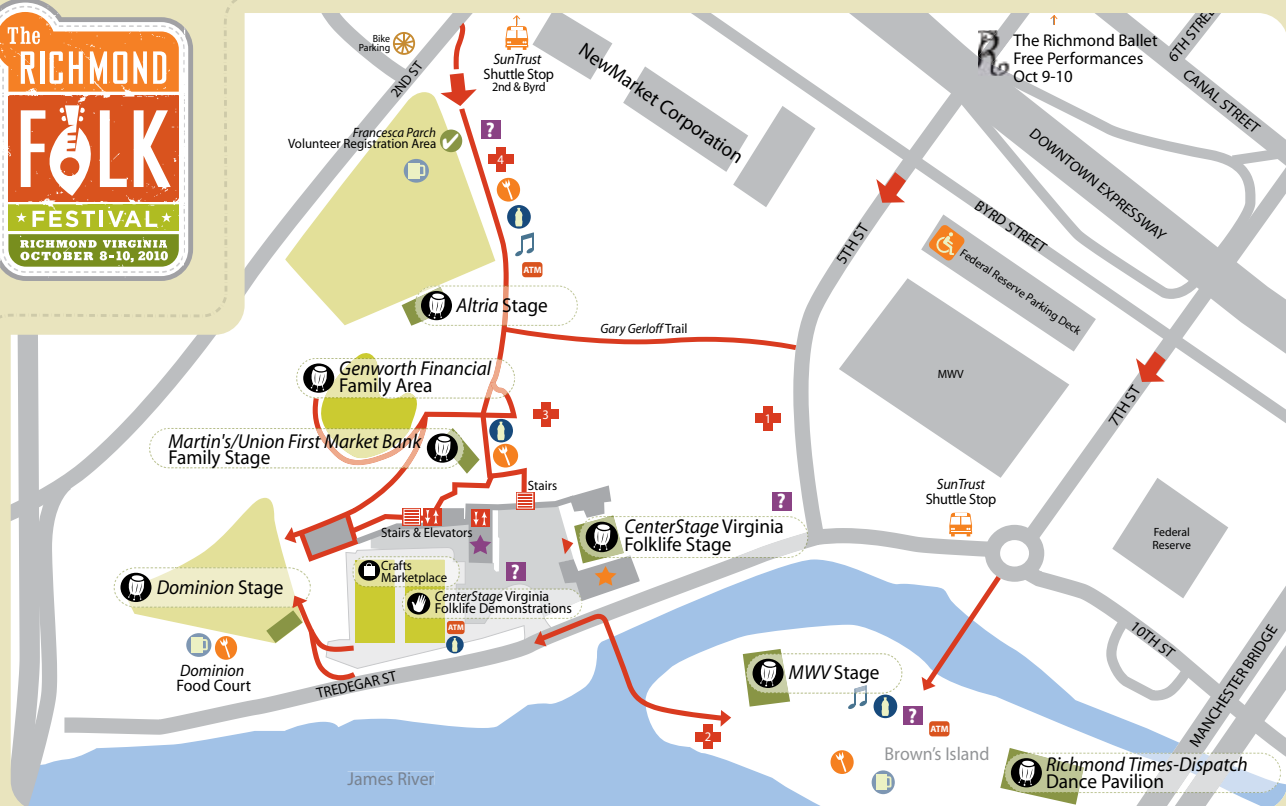 The
RICHMOND
FOLK
FESTIVAL
RICHMOND VIRGINIA
OCTOBER 8-10, 2010
Bike
Parking
2ND ST
SunTrust
Shuttle Stop
2nd & Byrd
NewMarket Corporation
The Richmond Ballet
Free Performances
Oct 9-10
R
6TH STREE
CANAL STREET
DOWNTOWN EXPRESSWAY
BYRD STREET
Francesca Parch
Volunteer Registration Area
?
4
ATM
5TH ST
Federal Reserve Parking Deck
Altria Stage
Gary Gerloff Trail
MWV
7TH ST
Genworth Financial
Family Area
3
1
Martin's/Union First Market Bank
Family Stage
Stairs
?
SunTrust
Shuttle Stop
Stairs & Elevators
CenterStage Virginia
Folklife Stage
Federal
Reserve
Crafts
Marketplace
?
Dominion Stage
CenterStage Virginia
Folklife Demonstrations
ATM
Dominion
Food Court
TREDEGAR ST
10TH ST
MANCHESTER BRIDGE
MWV Stage
?
ATM
2
Brown's Island
James River
Richmond Times-Dispatch
Dance Pavilion